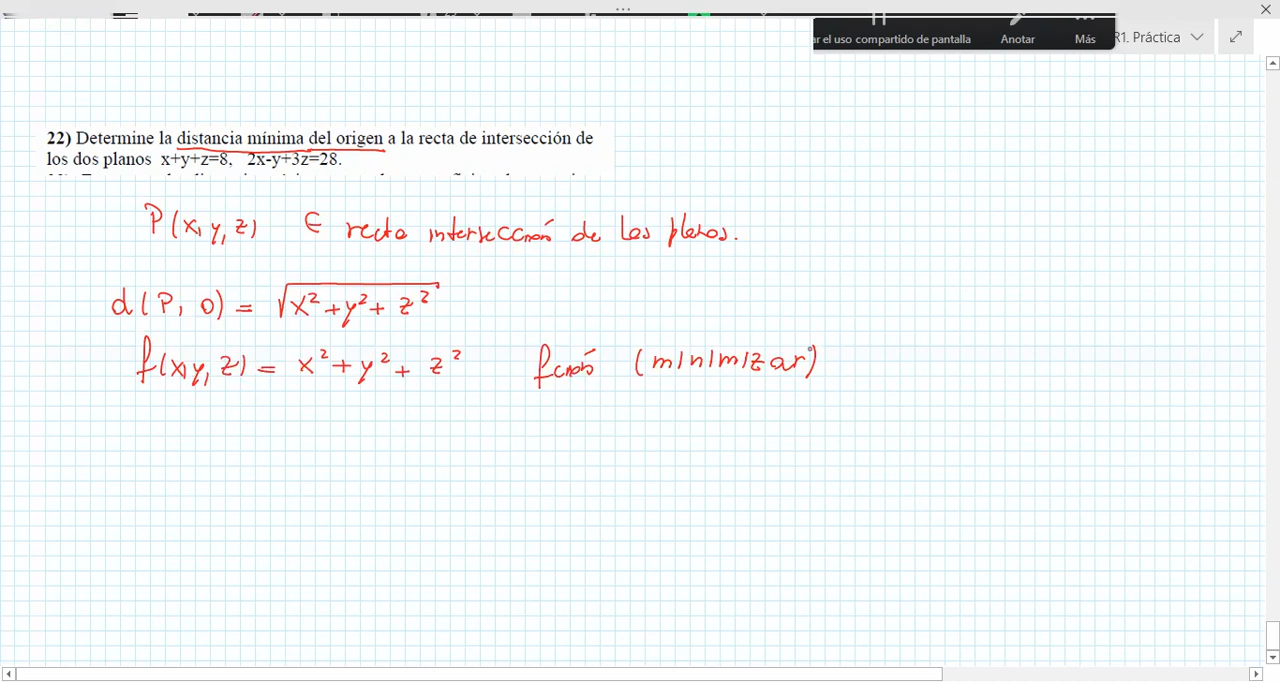 ar el uso compartido de pantalla Anotar Más R1. Práctica
22) Determine la distancia mínima del origen a la recta de intersección de
los dos planos x+y+z=8, 2x-y+3z=28.
P(x,y,z) ∈ recta intersección de los planos.
d(P, 0) = √x²+y²+z²
f(x,y,z) = x²+y²+z² fción (minimizar)